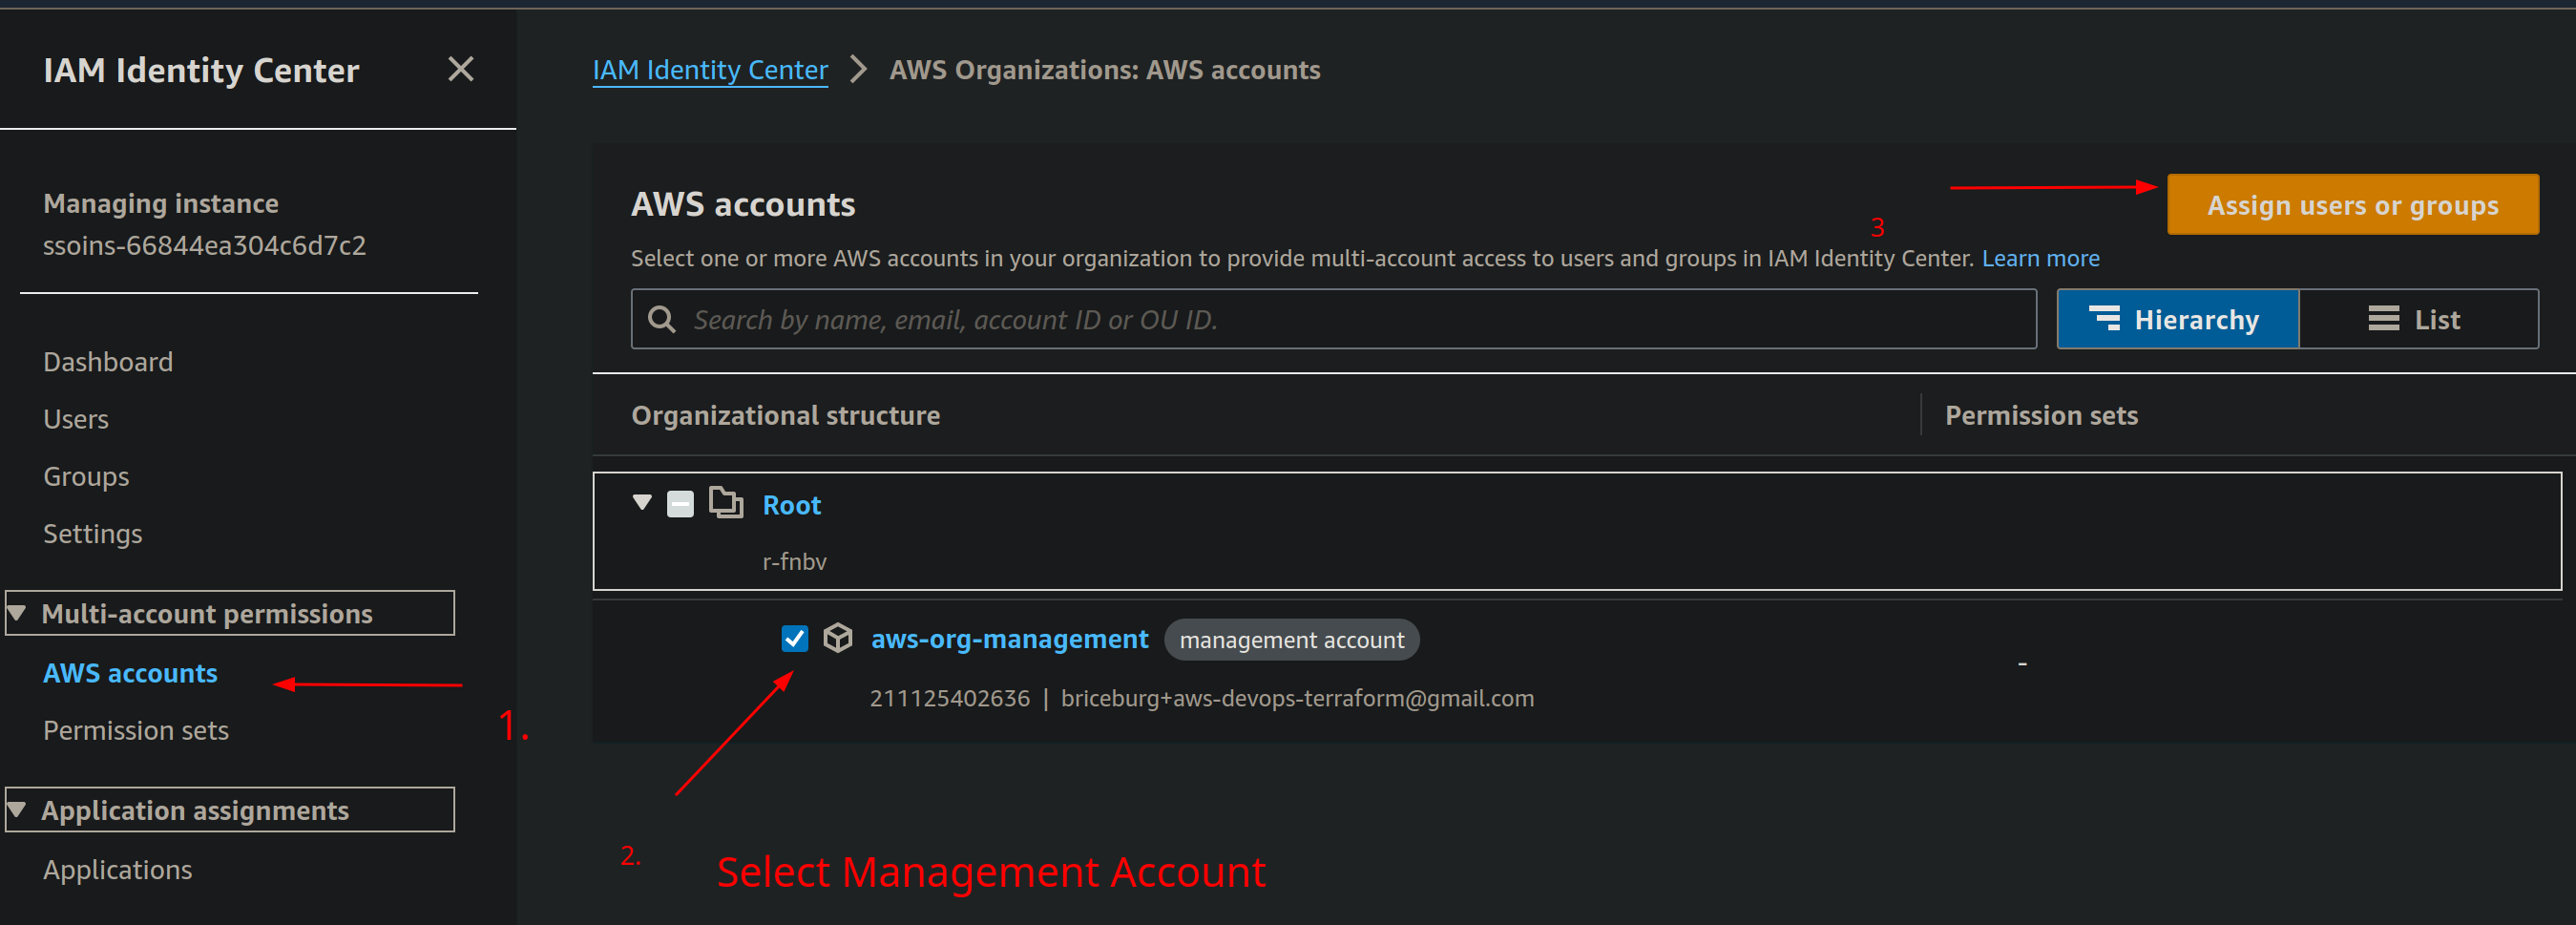 IAM Identity Center
Managing instance
ssoins-66844ea304c6d7c2
Dashboard
Users
Groups
Settings
Multi-account permissions
AWS accounts
1.
Permission sets
Application assignments
Applications
IAM Identity Center > AWS Organizations: AWS accounts
AWS accounts
3
Assign users or groups
Select one or more AWS accounts in your organization to provide multi-account access to users and groups in IAM Identity Center. Learn more
Search by name, email, account ID or OU ID.
Hierarchy
List
Organizational structure
Permission sets
Root
r-fnbv
aws-org-management management account
-
211125402636 | briceburg+aws-devops-terraform@gmail.com
2.
Select Management Account